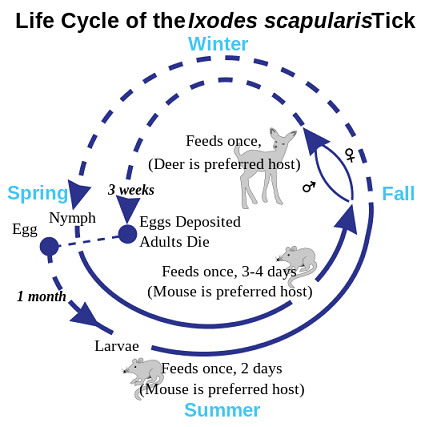 Life Cycle of the Ixodes scapularis Tick
Winter
Feeds once,
(Deer is preferred host)
♀
♂
Spring
3 weeks
Fall
Nymph
Egg
Eggs Deposited
Adults Die
Feeds once, 3-4 days
(Mouse is preferred host)
1 month
Larvae
Feeds once, 2 days
(Mouse is preferred host)
Summer